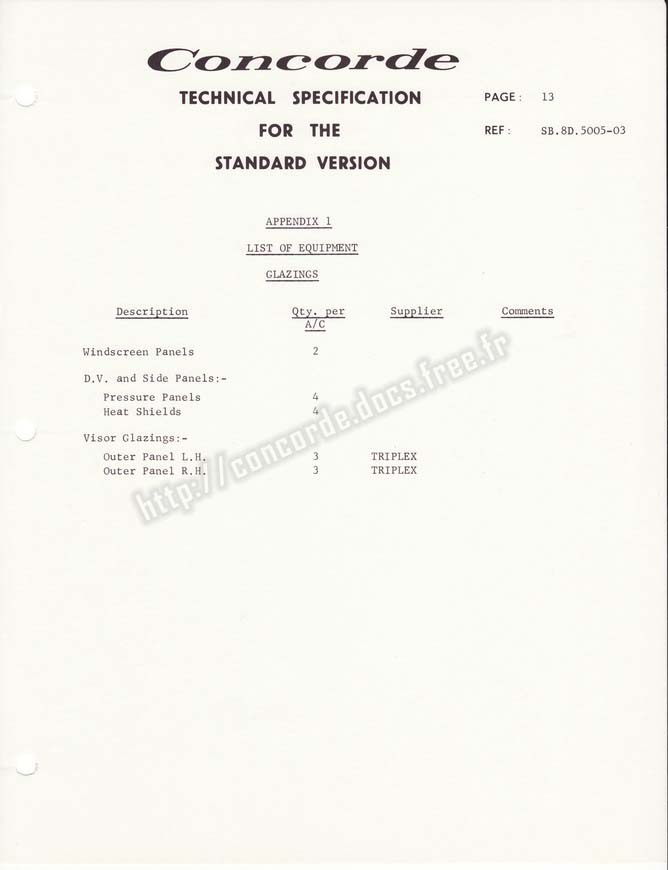 Concorde
TECHNICAL SPECIFICATION
FOR THE
STANDARD VERSION
PAGE: 13
REF: SB.8D.5005-03
APPENDIX 1
LIST OF EQUIPMENT
GLAZINGS
Description Qty. per A/C Supplier Comments
Windscreen Panels 2
D.V. and Side Panels:-
Pressure Panels 4
Heat Shields 4
Visor Glazings:-
Outer Panel L.H. 3 TRIPLEX
Outer Panel R.H. 3 TRIPLEX
http://concorde.docs.free.fr